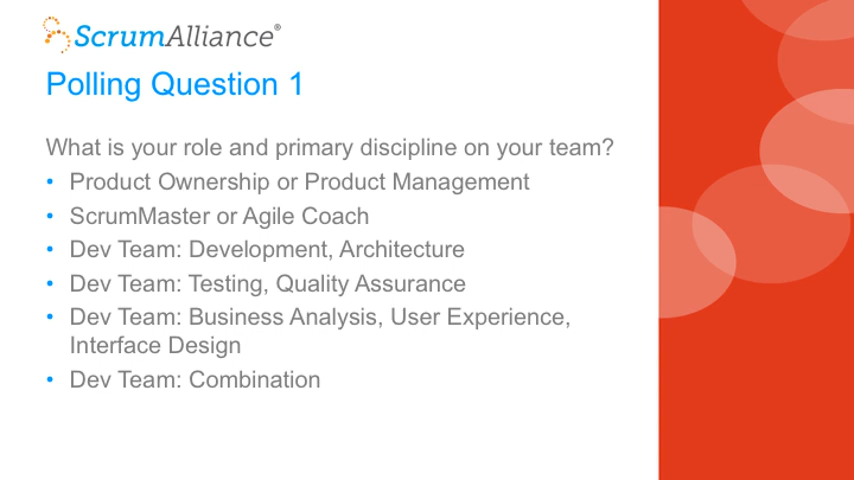 ScrumAlliance®
Polling Question 1
What is your role and primary discipline on your team?
• Product Ownership or Product Management
• ScrumMaster or Agile Coach
• Dev Team: Development, Architecture
• Dev Team: Testing, Quality Assurance
• Dev Team: Business Analysis, User Experience,
Interface Design
• Dev Team: Combination